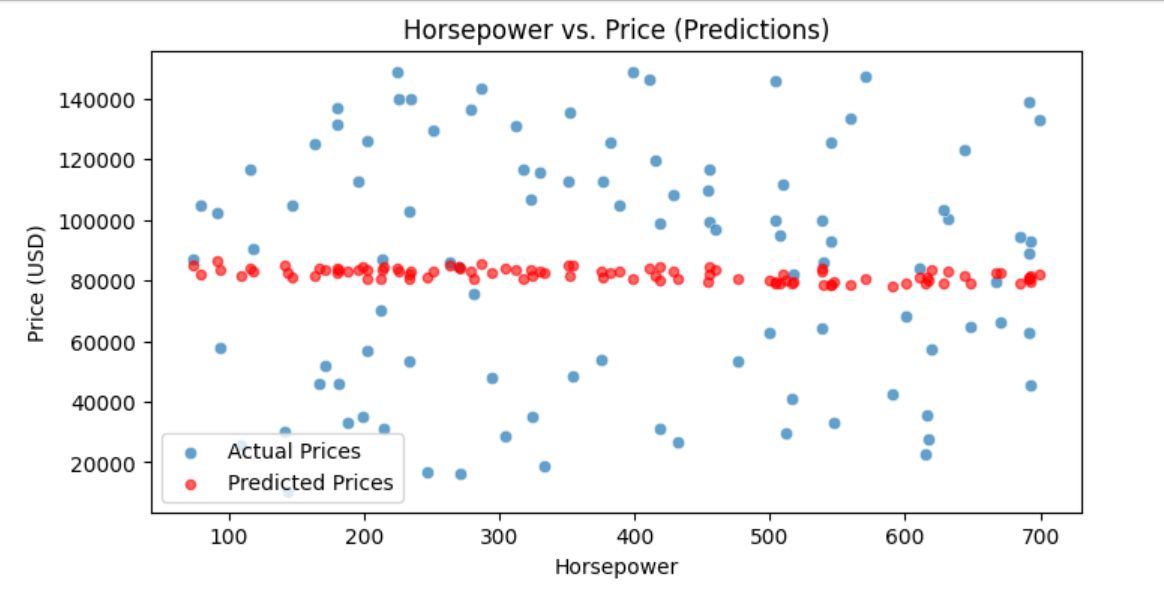 Horsepower vs. Price (Predictions)
Price (USD)
140000
120000
100000
80000
60000
40000
20000
Actual Prices
Predicted Prices
100 200 300 400 500 600 700
Horsepower